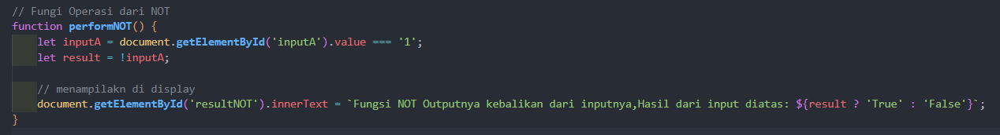 // Fungi Operasi dari NOT
function performNOT() {
let inputA = document.getElementById('inputA').value === '1';
let result = !inputA;
// menampilakn di display
document.getElementById('resultNOT').innerText = `Fungsi NOT Outputnya kebalikan dari inputnya,Hasil dari input diatas: ${result ? 'True' : 'False'}`;
}